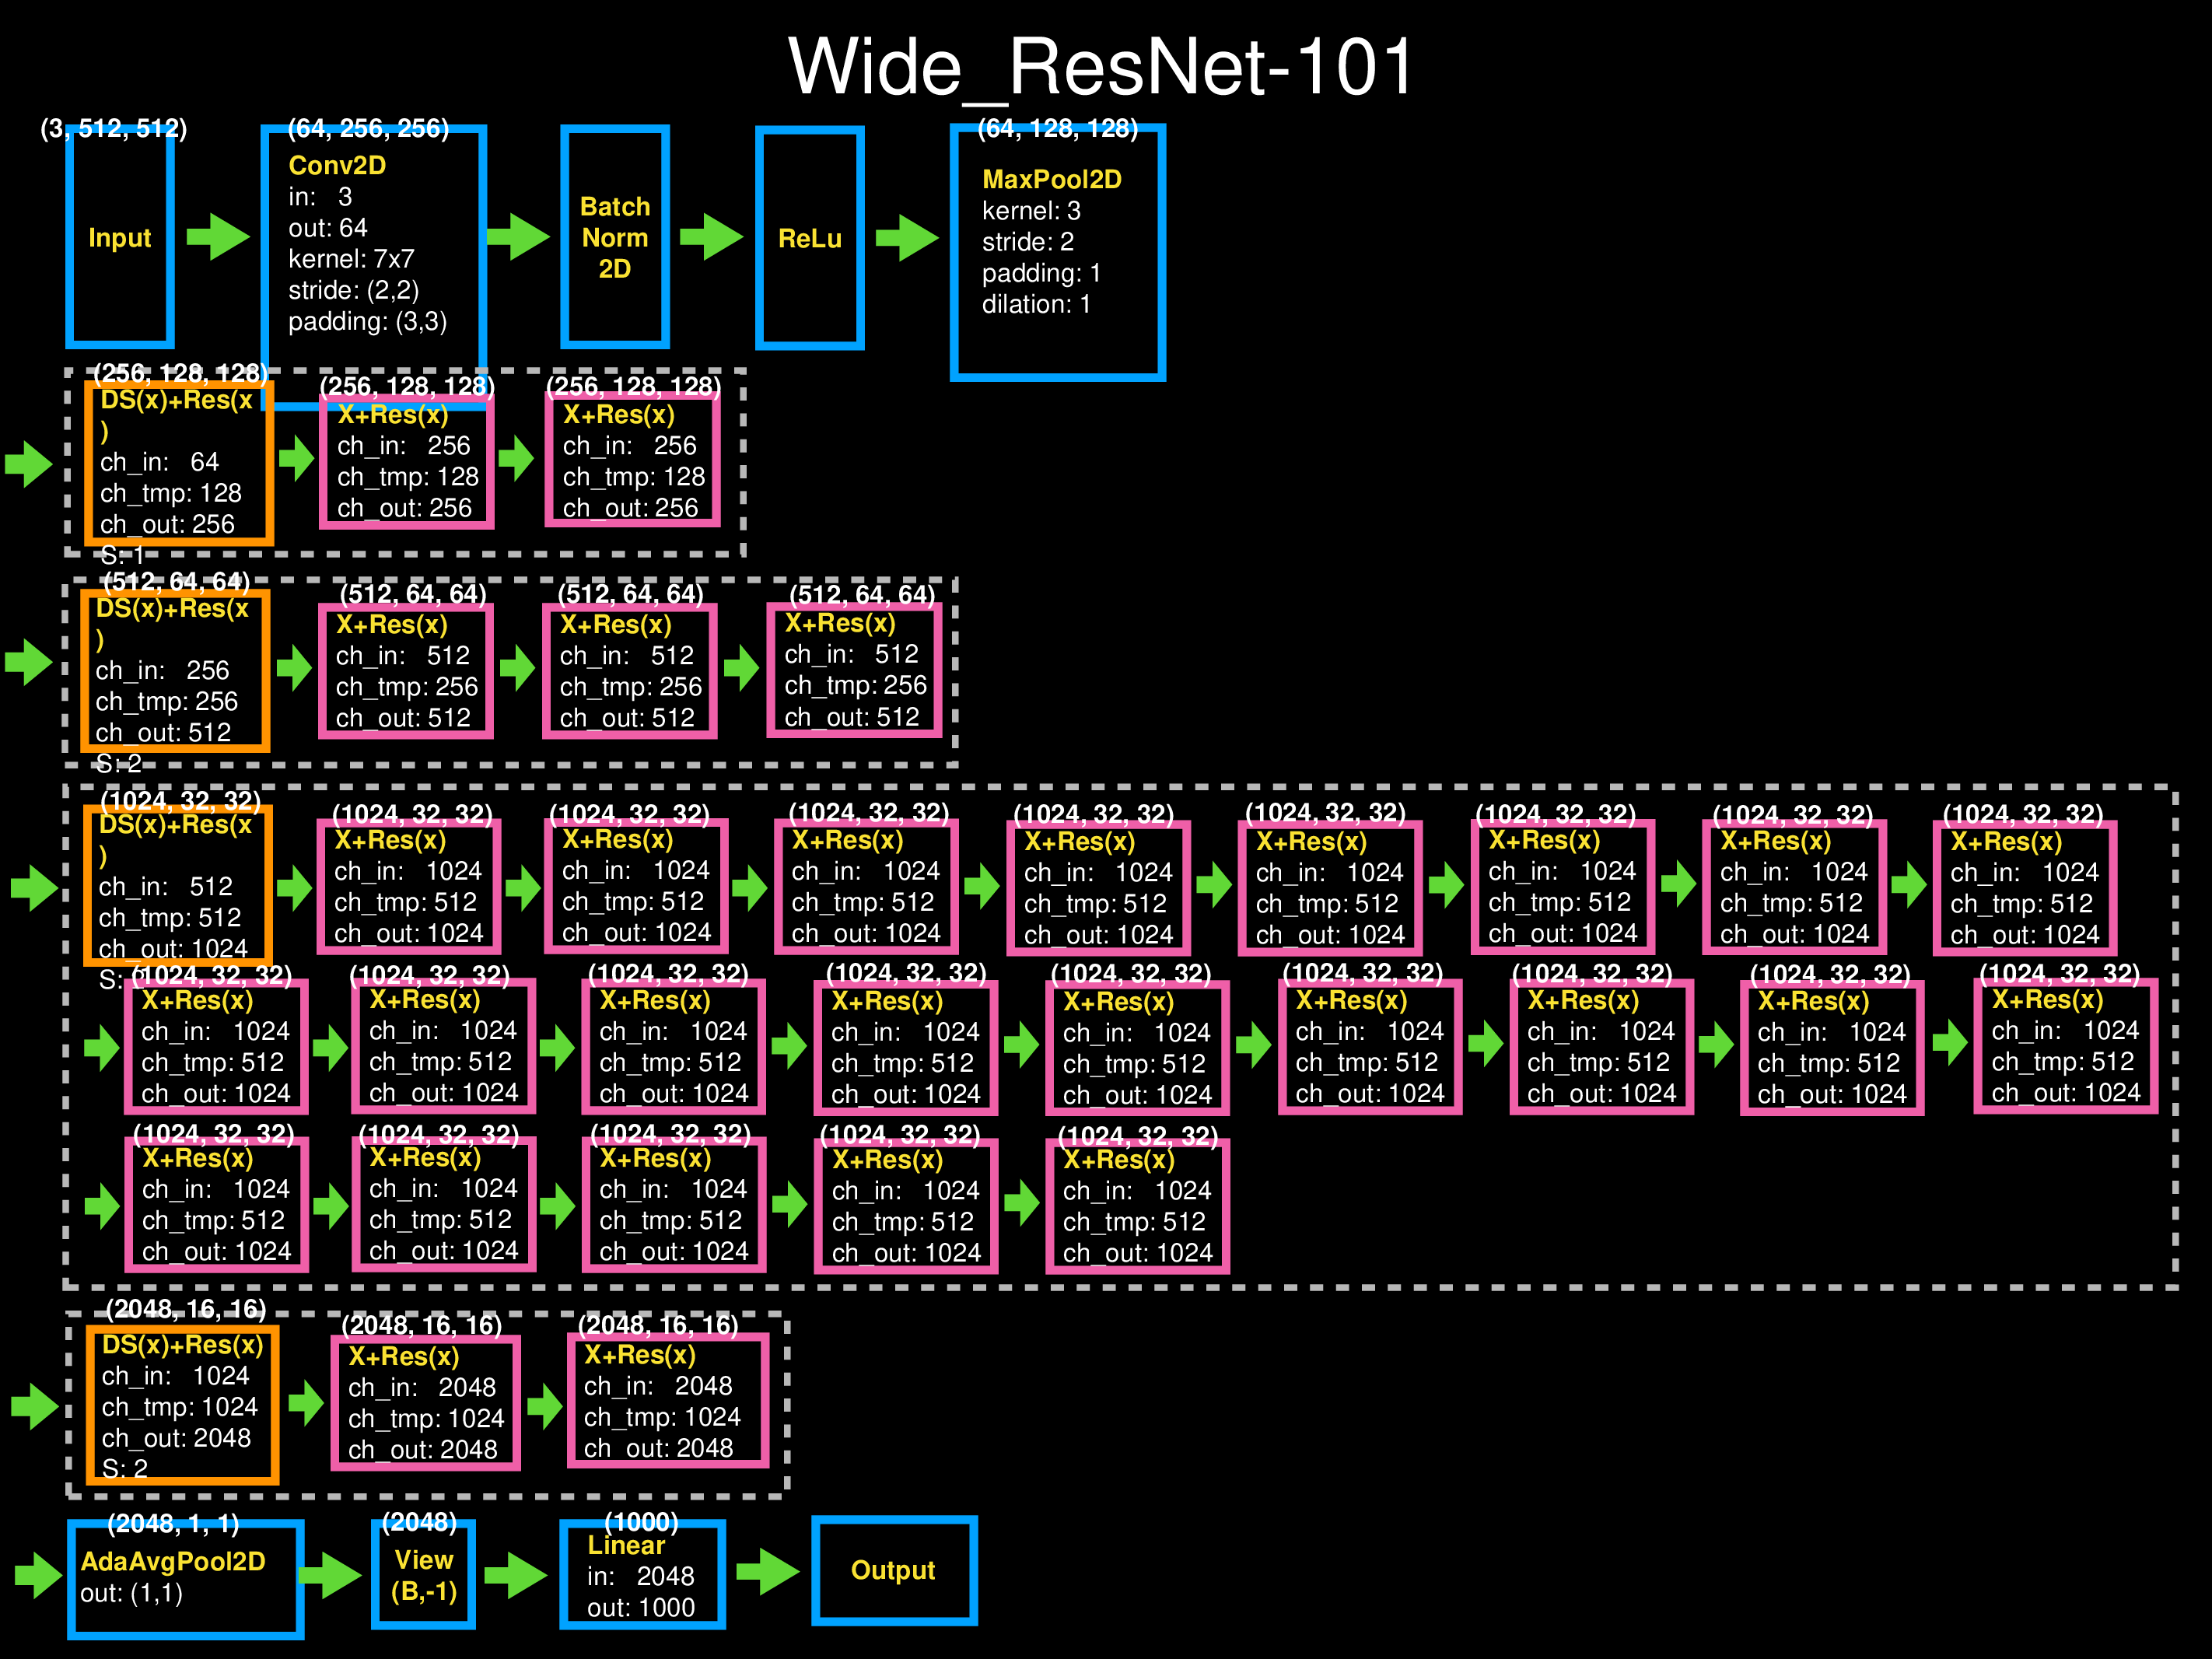 Wide_ResNet-101
(3, 512, 512)
Input
(64, 256, 256)
Conv2D
in: 3
out: 64
kernel: 7x7
stride: (2,2)
padding: (3,3)
Batch
Norm
2D
ReLu
(64, 128, 128)
MaxPool2D
kernel: 3
stride: 2
padding: 1
dilation: 1
(256, 128, 128)
DS(x)+Res(x
)
ch_in: 64
ch_tmp: 128
ch_out: 256
S: 1
(256, 128, 128)
X+Res(x)
ch_in: 256
ch_tmp: 128
ch_out: 256
(256, 128, 128)
X+Res(x)
ch_in: 256
ch_tmp: 128
ch_out: 256
(512, 64, 64)
DS(x)+Res(x
)
ch_in: 256
ch_tmp: 256
ch_out: 512
S: 2
(512, 64, 64)
X+Res(x)
ch_in: 512
ch_tmp: 256
ch_out: 512
(512, 64, 64)
X+Res(x)
ch_in: 512
ch_tmp: 256
ch_out: 512
(512, 64, 64)
X+Res(x)
ch_in: 512
ch_tmp: 256
ch_out: 512
(1024, 32, 32)
DS(x)+Res(x
)
ch_in: 512
ch_tmp: 512
ch_out: 1024
S:
(1024, 32, 32)
X+Res(x)
ch_in: 1024
ch_tmp: 512
ch_out: 1024
(1024, 32, 32)
X+Res(x)
ch_in: 1024
ch_tmp: 512
ch_out: 1024
(1024, 32, 32)
X+Res(x)
ch_in: 1024
ch_tmp: 512
ch_out: 1024
(1024, 32, 32)
X+Res(x)
ch_in: 1024
ch_tmp: 512
ch_out: 1024
(1024, 32, 32)
X+Res(x)
ch_in: 1024
ch_tmp: 512
ch_out: 1024
(1024, 32, 32)
X+Res(x)
ch_in: 1024
ch_tmp: 512
ch_out: 1024
(1024, 32, 32)
X+Res(x)
ch_in: 1024
ch_tmp: 512
ch_out: 1024
(1024, 32, 32)
X+Res(x)
ch_in: 1024
ch_tmp: 512
ch_out: 1024
(1024, 32, 32)
X+Res(x)
ch_in: 1024
ch_tmp: 512
ch_out: 1024
(1024, 32, 32)
X+Res(x)
ch_in: 1024
ch_tmp: 512
ch_out: 1024
(1024, 32, 32)
X+Res(x)
ch_in: 1024
ch_tmp: 512
ch_out: 1024
(1024, 32, 32)
X+Res(x)
ch_in: 1024
ch_tmp: 512
ch_out: 1024
(1024, 32, 32)
X+Res(x)
ch_in: 1024
ch_tmp: 512
ch_out: 1024
(1024, 32, 32)
X+Res(x)
ch_in: 1024
ch_tmp: 512
ch_out: 1024
(1024, 32, 32)
X+Res(x)
ch_in: 1024
ch_tmp: 512
ch_out: 1024
(1024, 32, 32)
X+Res(x)
ch_in: 1024
ch_tmp: 512
ch_out: 1024
(1024, 32, 32)
X+Res(x)
ch_in: 1024
ch_tmp: 512
ch_out: 1024
(1024, 32, 32)
X+Res(x)
ch_in: 1024
ch_tmp: 512
ch_out: 1024
(1024, 32, 32)
X+Res(x)
ch_in: 1024
ch_tmp: 512
ch_out: 1024
(1024, 32, 32)
X+Res(x)
ch_in: 1024
ch_tmp: 512
ch_out: 1024
(1024, 32, 32)
X+Res(x)
ch_in: 1024
ch_tmp: 512
ch_out: 1024
(1024, 32, 32)
X+Res(x)
ch_in: 1024
ch_tmp: 512
ch_out: 1024
(2048, 16, 16)
DS(x)+Res(x)
ch_in: 1024
ch_tmp: 1024
ch_out: 2048
S: 2
(2048, 16, 16)
X+Res(x)
ch_in: 2048
ch_tmp: 1024
ch_out: 2048
(2048, 16, 16)
X+Res(x)
ch_in: 2048
ch_tmp: 1024
ch_out: 2048
(2048, 1, 1)
AdaAvgPool2D
out: (1,1)
(2048)
View
(B,-1)
(1000)
Linear
in: 2048
out: 1000
Output